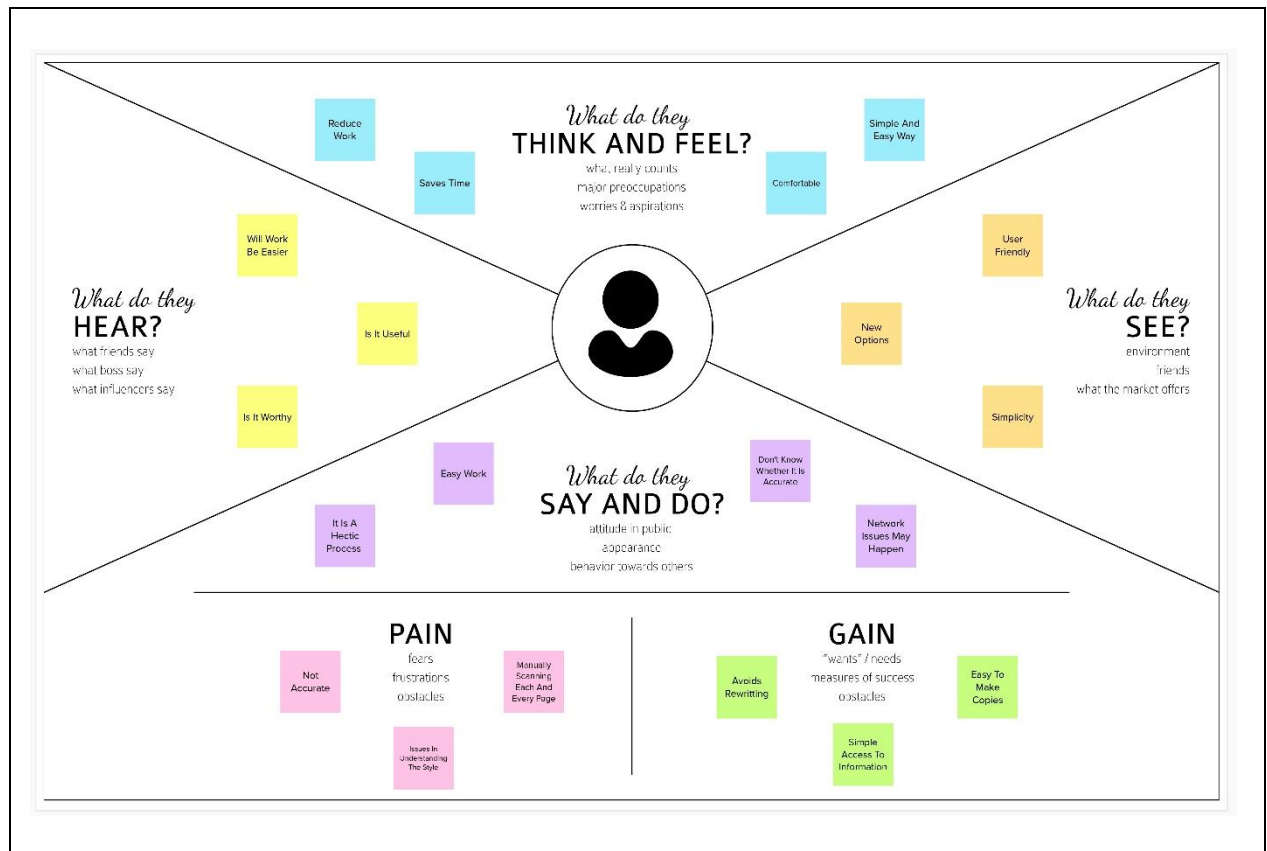 What do they
THINK AND FEEL?
what really counts
major preoccupations
worries & aspirations
Reduce
Work
Saves Time
Comfortable
Simple And
Easy Way
What do they
HEAR?
what friends say
what boss say
what influencers say
Will Work
Be Easier
Is It Useful
Is It Worthy
What do they
SEE?
environment
friends
what the market offers
User
Friendly
New
Options
Simplicity
What do they
SAY AND DO?
attitude in public
appearance
behavior towards others
Easy Work
It Is A
Hectic
Process
Don't Know
Whether It Is
Accurate
Network
Issues May
Happen
PAIN
fears
frustrations
obstacles
Not
Accurate
Manually
Scanning
Each And
Every Page
Issues In
Understanding
The Style
GAIN
"wants" / needs
measures of success
obstacles
Avoids
Rewritting
Easy To
Make
Copies
Simple
Access To
Information